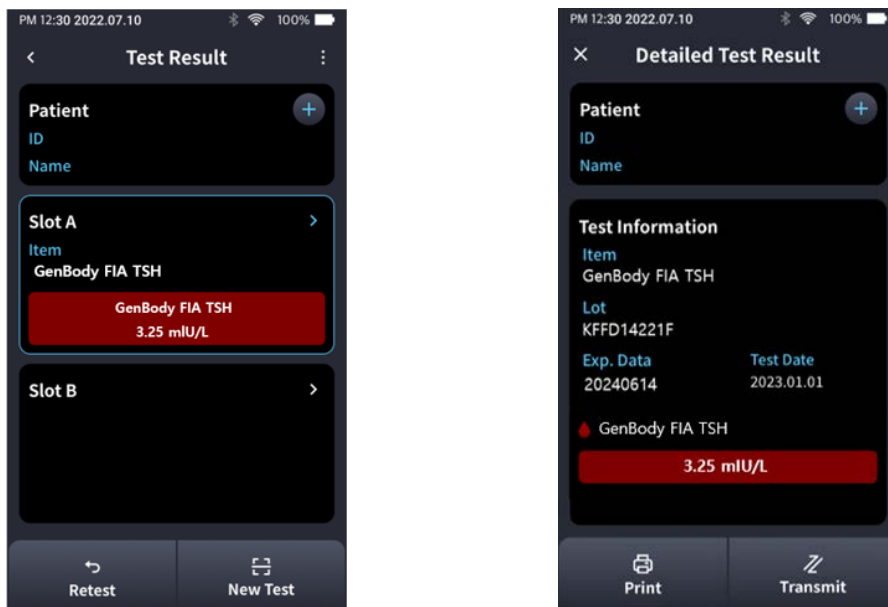 PM 12:30 2022.07.10 100%
Test Result
Patient
ID
Name
Slot A
Item
GenBody FIA TSH
GenBody FIA TSH
3.25 mIU/L
Slot B
Retest New Test
PM 12:30 2022.07.10 100%
Detailed Test Result
Patient
ID
Name
Test Information
Item
GenBody FIA TSH
Lot
KFFD14221F
Exp. Data Test Date
20240614 2023.01.01
GenBody FIA TSH
3.25 mIU/L
Print Transmit